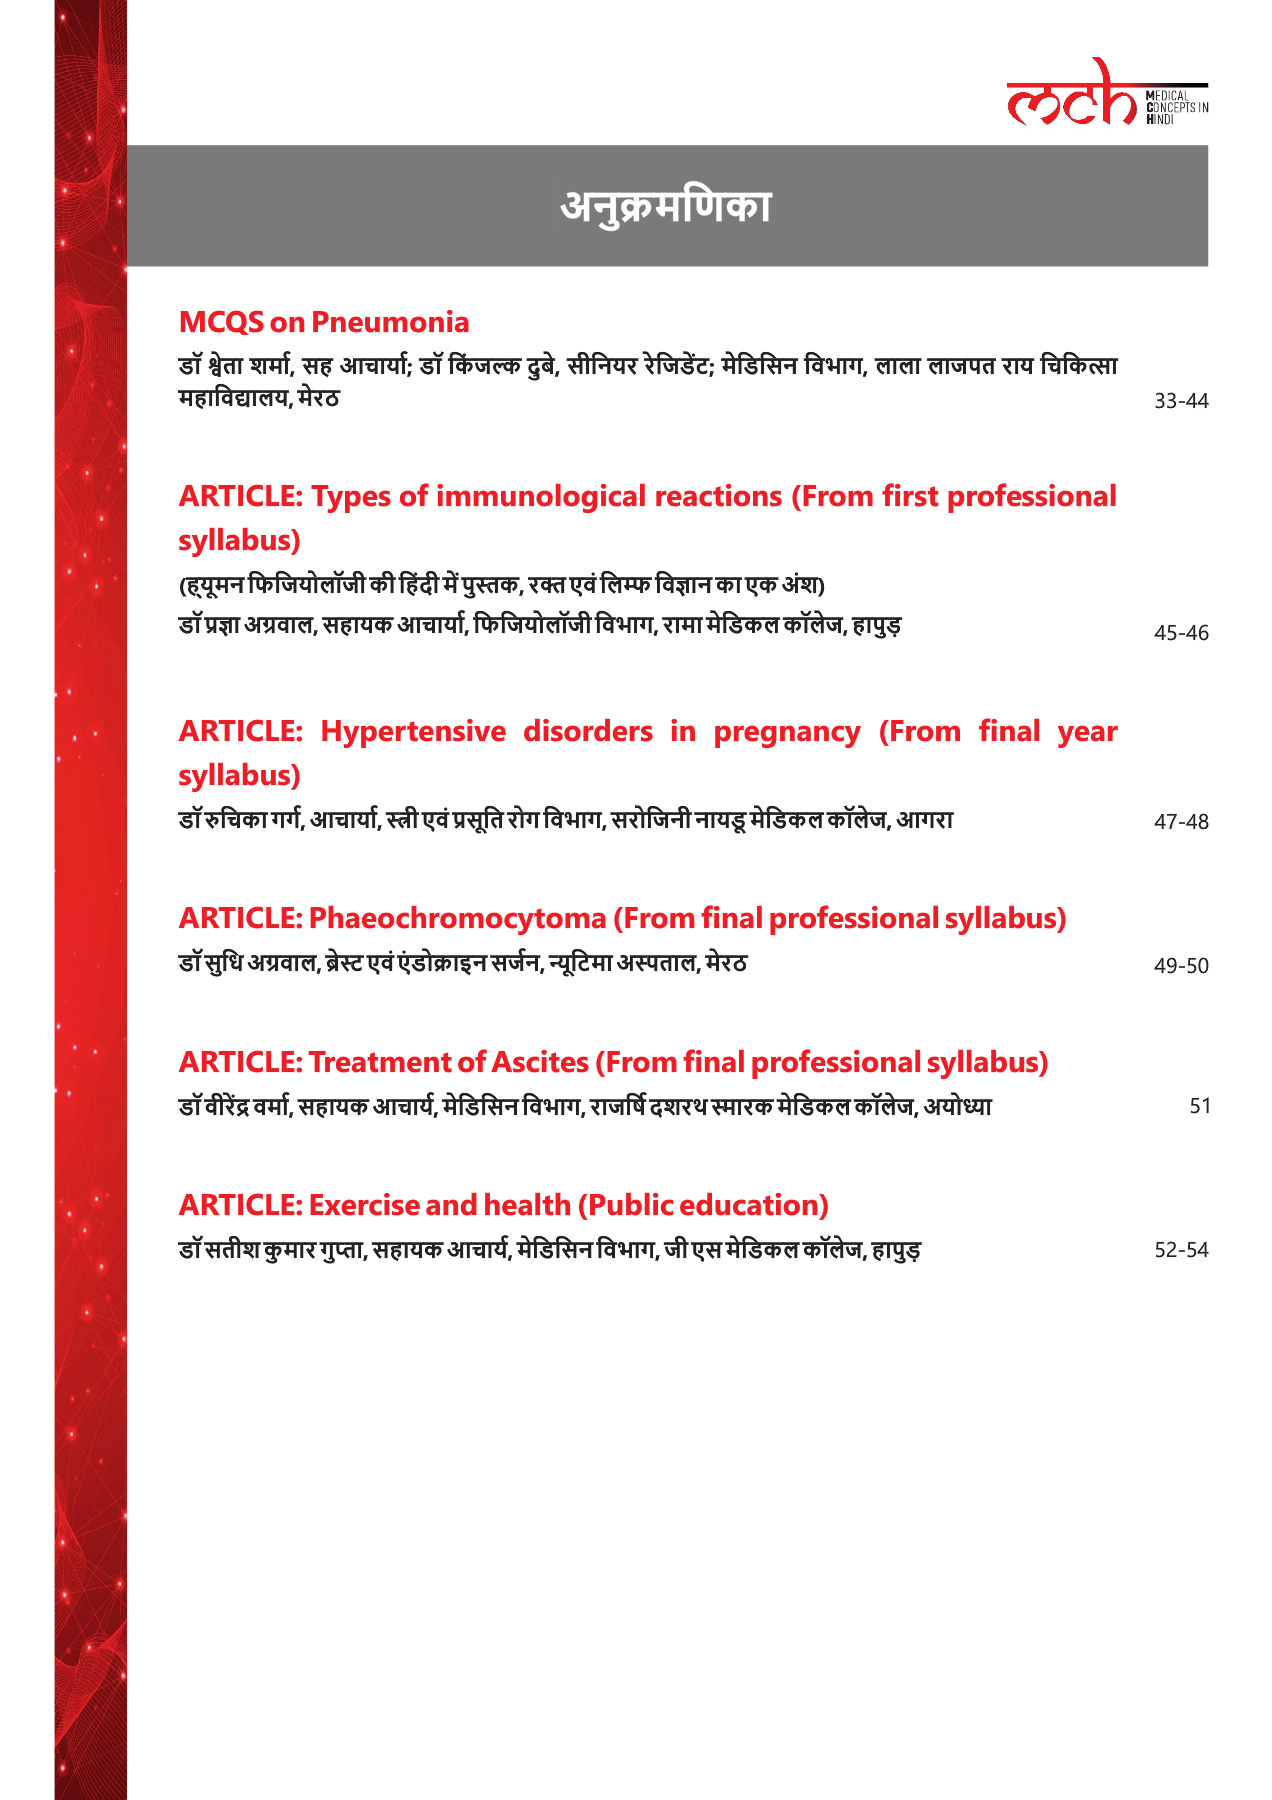 mch
MEDICAL
CONCEPTS IN
HINDI
अनुक्रमणिका
MCQS on Pneumonia
डॉ श्वेता शर्मा, सह आचार्या; डॉ किंजल्क दुबे, सीनियर रेजिडेंट; मेडिसिन विभाग, लाला लाजपत राय चिकित्सा
महाविद्यालय, मेरठ
33-44
ARTICLE: Types of immunological reactions (From first professional
syllabus)
(ह्यूमन फिजियोलॉजी की हिंदी में पुस्तक, रक्त एवं लिम्फ विज्ञान का एक अंश)
डॉ प्रज्ञा अग्रवाल, सहायक आचार्या, फिजियोलॉजी विभाग, रामा मेडिकल कॉलेज, हापुड़
45-46
ARTICLE: Hypertensive disorders in pregnancy (From final year
syllabus)
डॉ रुचिका गर्ग, आचार्या, स्त्री एवं प्रसूति रोग विभाग, सरोजिनी नायडू मेडिकल कॉलेज, आगरा
47-48
ARTICLE: Phaeochromocytoma (From final professional syllabus)
डॉ सुधि अग्रवाल, ब्रेस्ट एवं एंडोक्राइन सर्जन, न्यूटिमा अस्पताल, मेरठ
49-50
ARTICLE: Treatment of Ascites (From final professional syllabus)
डॉ वीरेंद्र वर्मा, सहायक आचार्य, मेडिसिन विभाग, राजर्षि दशरथ स्मारक मेडिकल कॉलेज, अयोध्या
51
ARTICLE: Exercise and health (Public education)
डॉ सतीश कुमार गुप्ता, सहायक आचार्य, मेडिसिन विभाग, जी एस मेडिकल कॉलेज, हापुड़
52-54